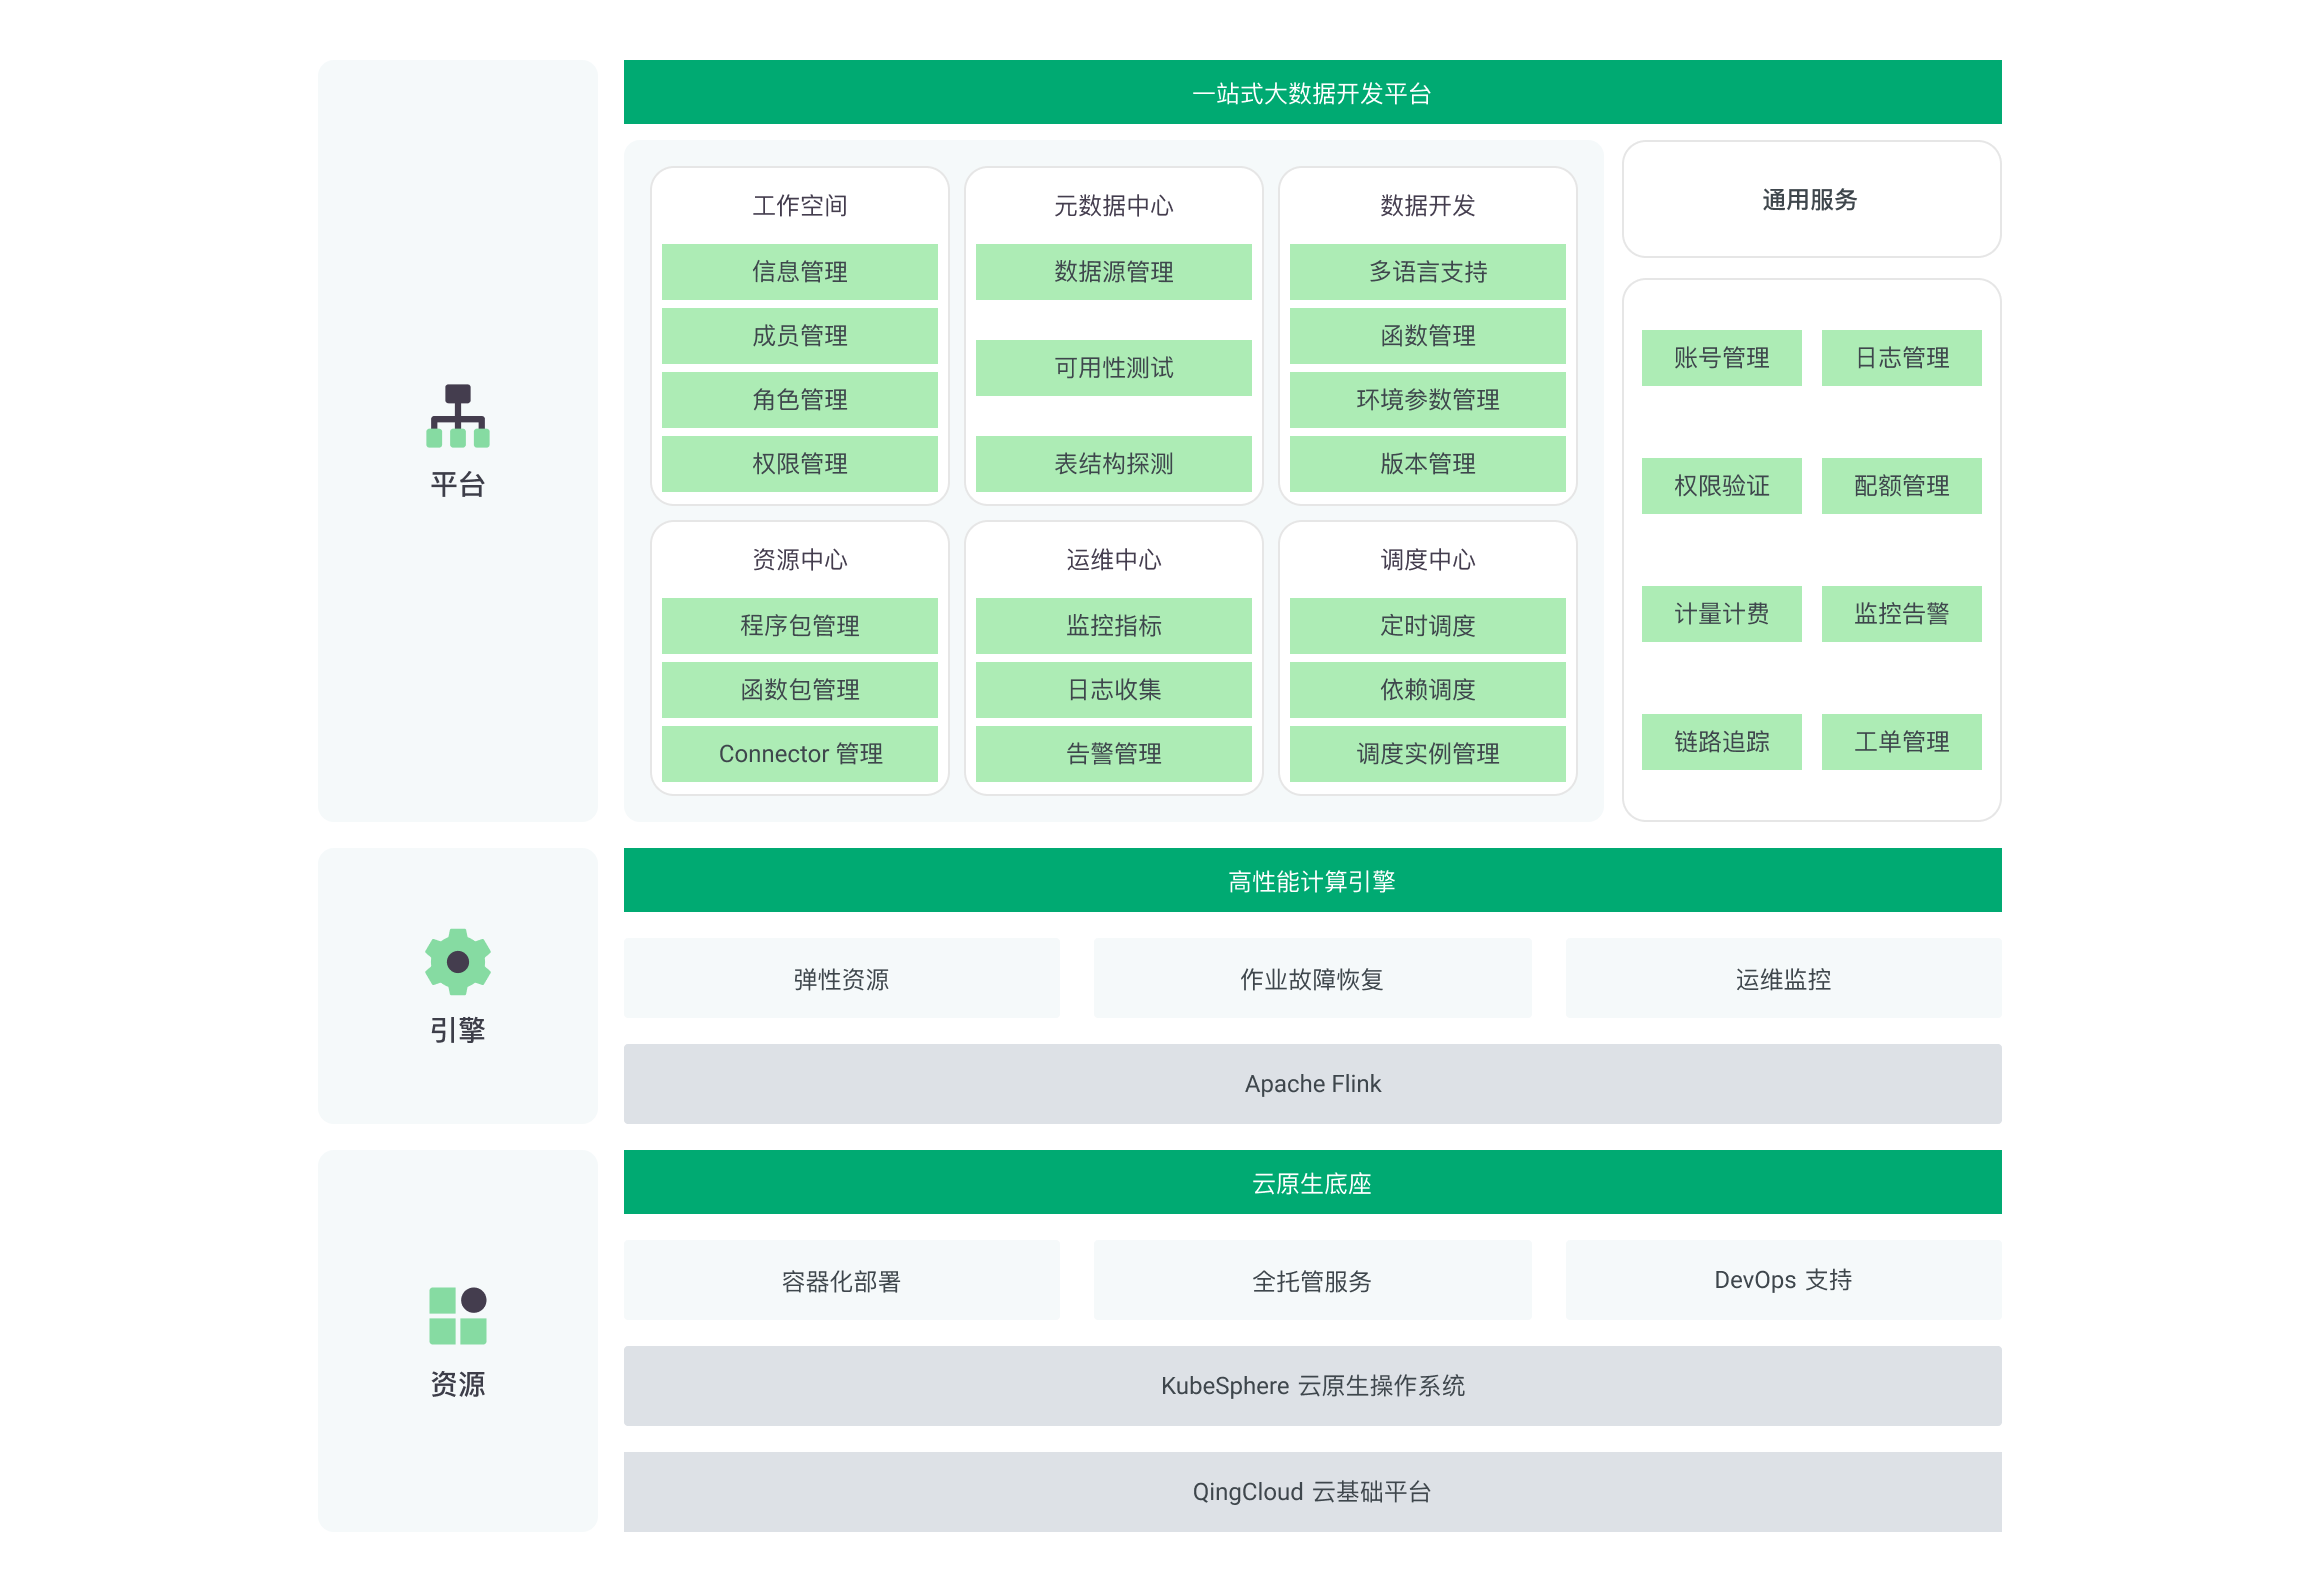 平台
一站式大数据开发平台
工作空间
信息管理
成员管理
角色管理
权限管理
元数据中心
数据源管理
可用性测试
表结构探测
数据开发
多语言支持
函数管理
环境参数管理
版本管理
资源中心
程序包管理
函数包管理
Connector 管理
运维中心
监控指标
日志收集
告警管理
调度中心
定时调度
依赖调度
调度实例管理
通用服务
账号管理
日志管理
权限验证
配额管理
计量计费
监控告警
链路追踪
工单管理
引擎
高性能计算引擎
弹性资源
作业故障恢复
运维监控
Apache Flink
资源
云原生底座
容器化部署
全托管服务
DevOps 支持
KubeSphere 云原生操作系统
QingCloud 云基础平台